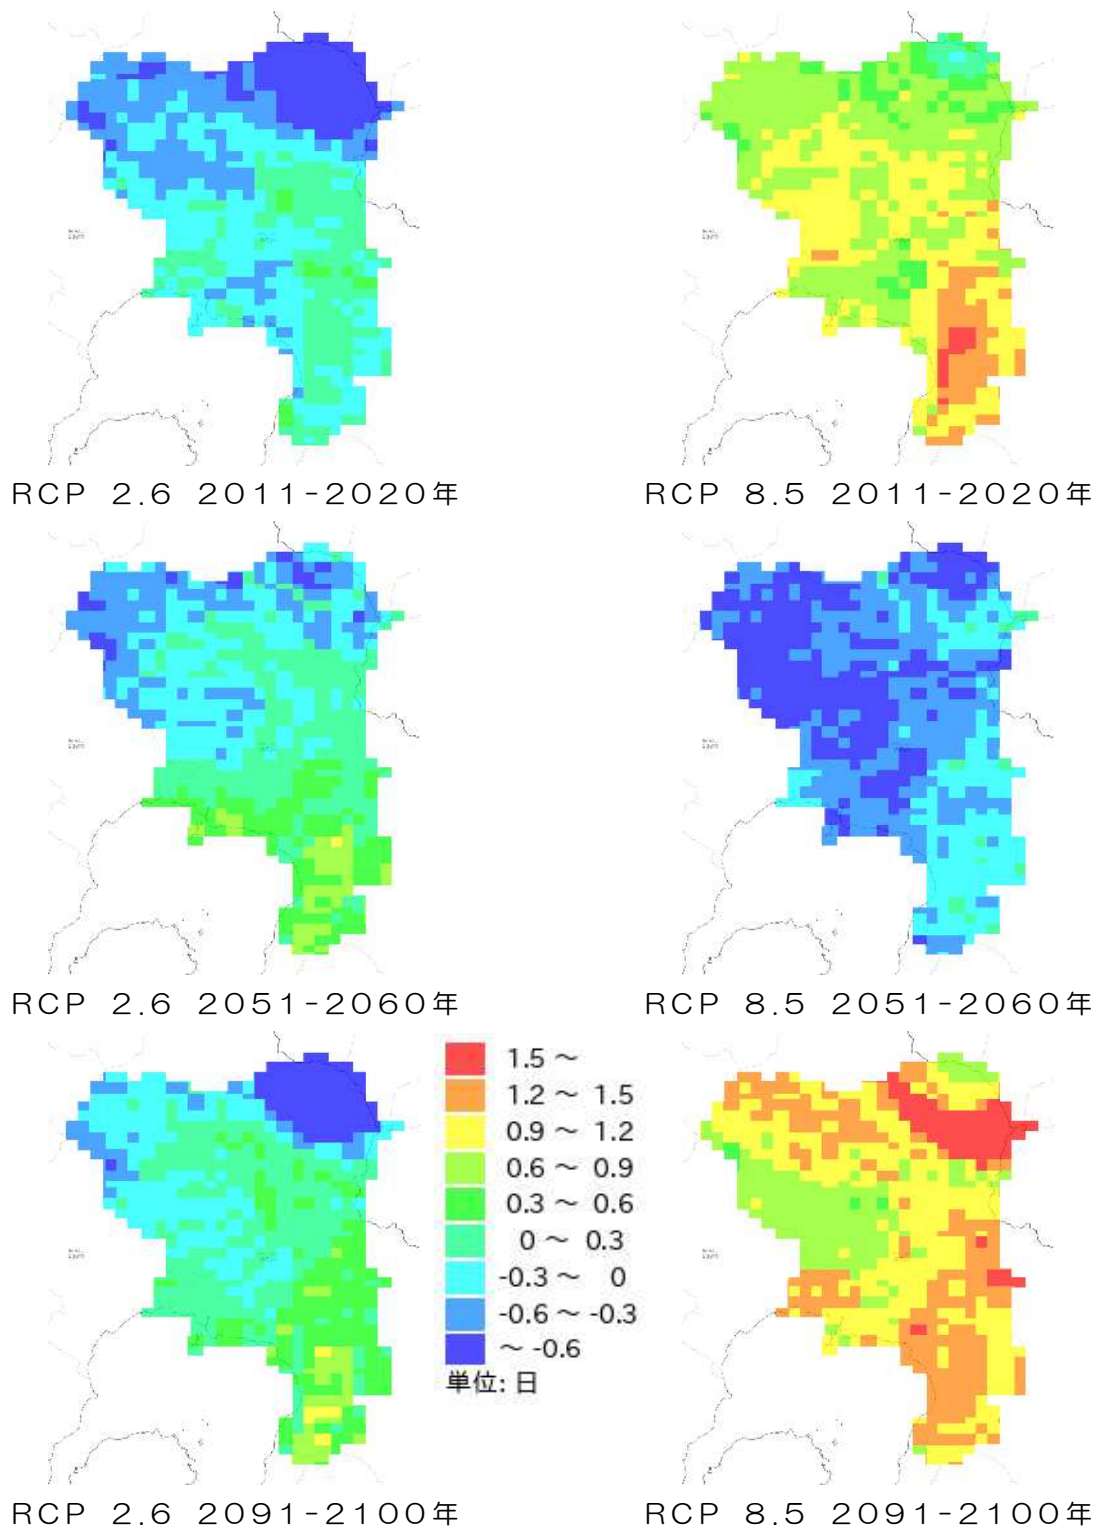 RCP 2.6 2011-2020年
RCP 8.5 2011-2020年
RCP 2.6 2051-2060年
RCP 8.5 2051-2060年
1.5 ~
1.2 ~ 1.5
0.9 ~ 1.2
0.6 ~ 0.9
0.3 ~ 0.6
0 ~ 0.3
-0.3 ~ 0
-0.6 ~ -0.3
~ -0.6
単位: 日
RCP 2.6 2091-2100年
RCP 8.5 2091-2100年